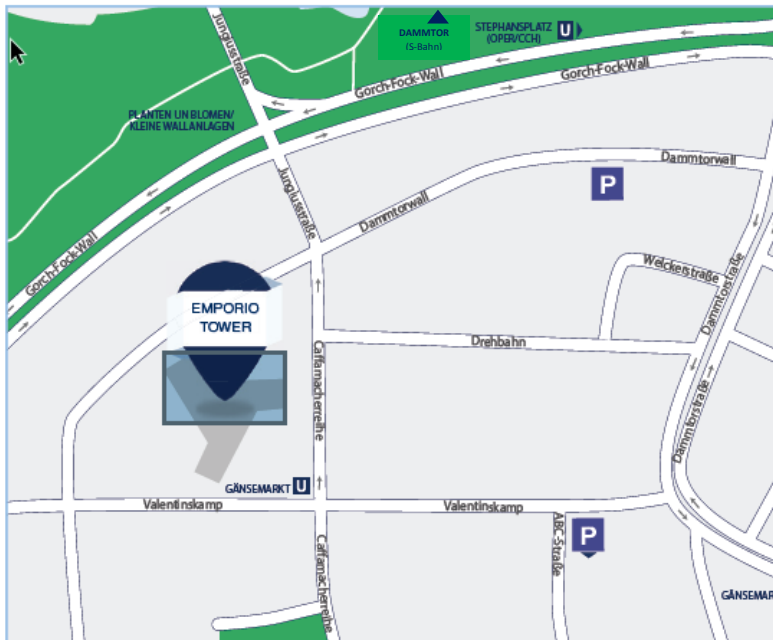 DAMMTOR
(S-Bahn)
STEPHANSPLATZ
(OPER/CCH)
U
Jungiusstraße
Gorch-Fock-Wall
Gorch-Fock-Wall
PLANTEN UN BLOMEN/
KLEINE WALLANLAGEN
Jungiusstraße
Dammtorwall
Dammtorwall
P
Gorch-Fock-Wall
Welckerstraße
Dammtorstraße
EMPORIO
TOWER
Drehbahn
Caffamacherreihe
Dammtorstraße
GÄNSEMARKT U
Valentinskamp
Valentinskamp
ABC-Straße
P
Caffamacherreihe
GÄNSEMAR